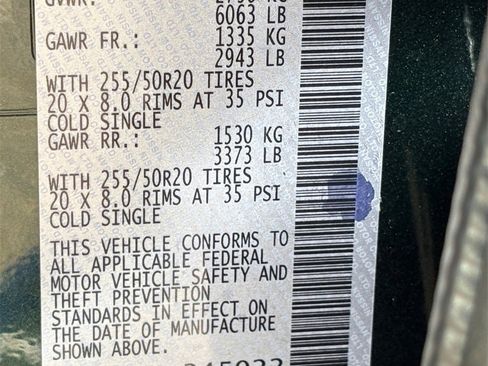 GVWR: 2750 KG
6063 LB
GAWR FR.: 1335 KG
2943 LB
WITH 255/50R20 TIRES
20 X 8.0 RIMS AT 35 PSI
COLD SINGLE
GAWR RR.: 1530 KG
3373 LB
WITH 255/50R20 TIRES
20 X 8.0 RIMS AT 35 PSI
COLD SINGLE
THIS VEHICLE CONFORMS TO
ALL APPLICABLE FEDERAL
MOTOR VEHICLE SAFETY AND
THEFT PREVENTION
STANDARDS IN EFFECT ON
THE DATE OF MANUFACTURE
SHOWN ABOVE.